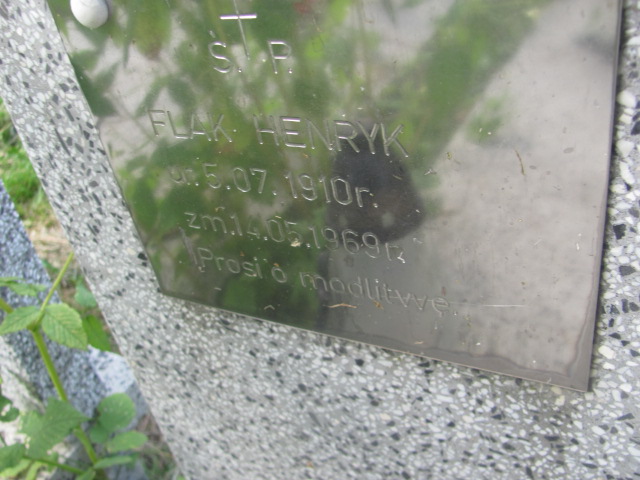 Ś. P.
FLAK HENRYK
ur. 5.07.1910r.
zm.14.05.1969r.
Prosi o modlitwę.